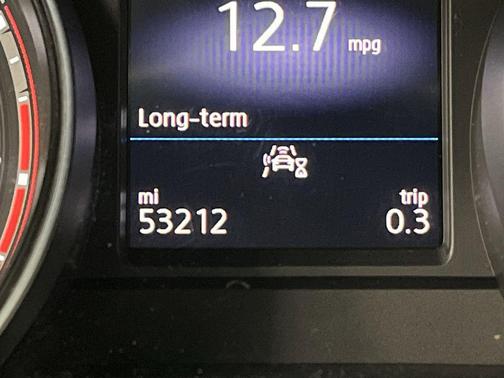 12.7 mpg
Long-term
mi trip
53212 0.3